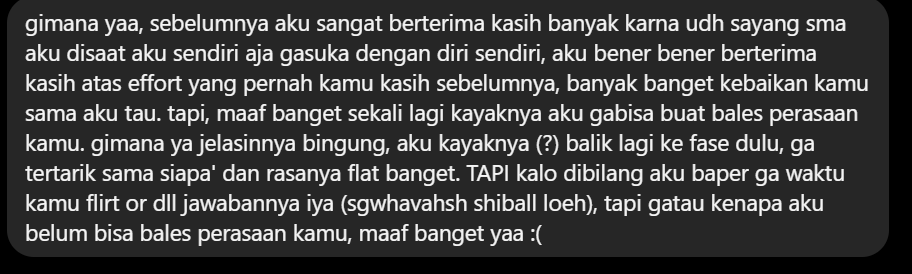 gimana yaa, sebelumnya aku sangat berterima kasih banyak karna udh sayang sma
aku disaat aku sendiri aja gasuka dengan diri sendiri, aku bener bener berterima
kasih atas effort yang pernah kamu kasih sebelumnya, banyak banget kebaikan kamu
sama aku tau. tapi, maaf banget sekali lagi kayaknya aku gabisa buat bales perasaan
kamu. gimana ya jelasinnya bingung, aku kayaknya (?) balik lagi ke fase dulu, ga
tertarik sama siapa' dan rasanya flat banget. TAPI kalo dibilang aku baper ga waktu
kamu flirt or dll jawabannya iya (sgwhavahsh shiball loeh), tapi gatau kenapa aku
belum bisa bales perasaan kamu, maaf banget yaa :(